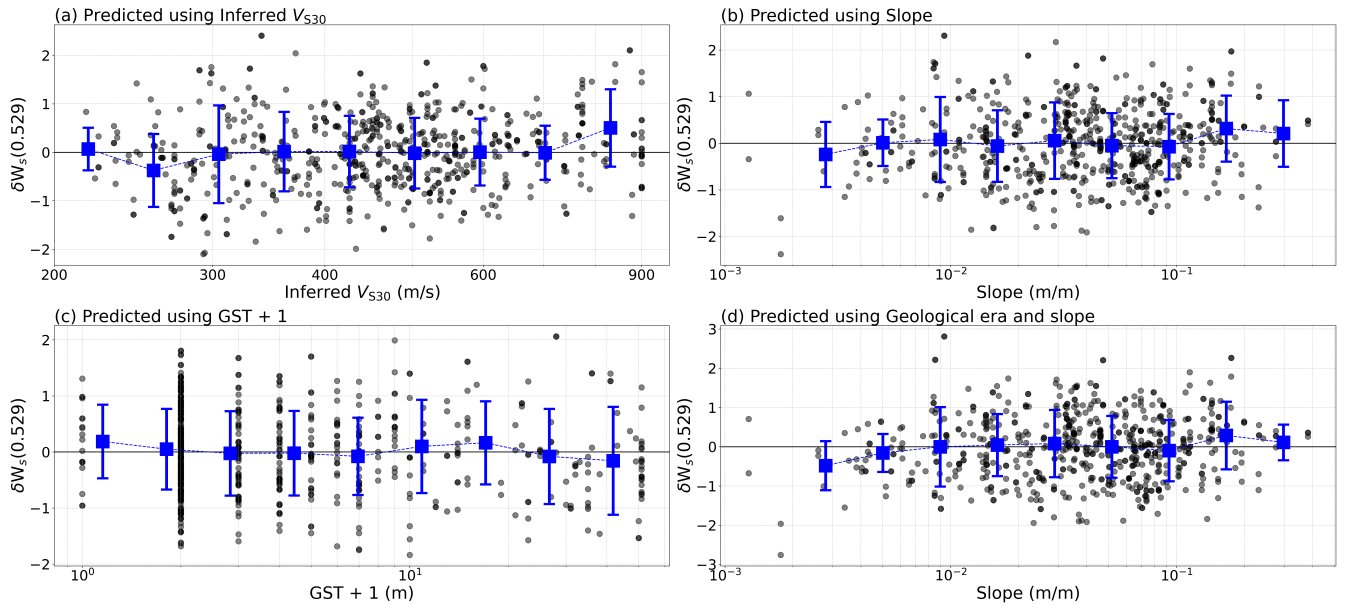 (a) Predicted using Inferred V_S30
δW_s(0.529)
2
1
0
−1
−2
200 300 400 600 900
Inferred V_S30 (m/s)
(b) Predicted using Slope
δW_s(0.529)
2
1
0
−1
−2
10^−3 10^−2 10^−1
Slope (m/m)
(c) Predicted using GST + 1
δW_s(0.529)
2
1
0
−1
−2
10^0 10^1
GST + 1 (m)
(d) Predicted using Geological era and slope
δW_s(0.529)
3
2
1
0
−1
−2
−3
10^−3 10^−2 10^−1
Slope (m/m)